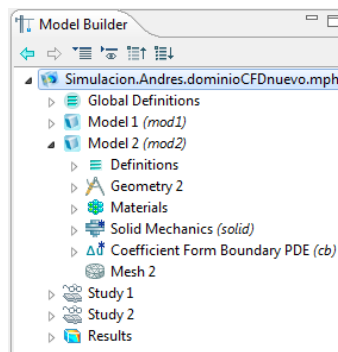 Model Builder
Simulacion.Andres.dominioCFDnuevo.mph
Global Definitions
Model 1 (mod1)
Model 2 (mod2)
Definitions
Geometry 2
Materials
Solid Mechanics (solid)
Coefficient Form Boundary PDE (cb)
Mesh 2
Study 1
Study 2
Results